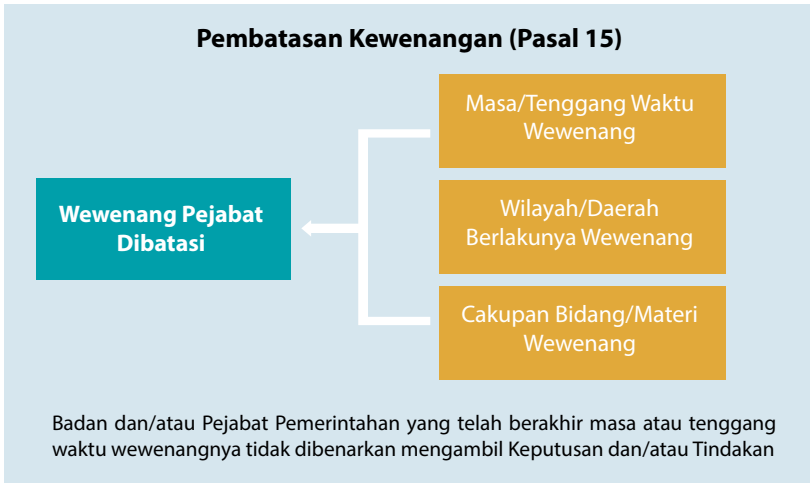 Pembatasan Kewenangan (Pasal 15)
Masa/Tenggang Waktu
Wewenang
Wewenang Pejabat
Dibatasi
Wilayah/Daerah
Berlakunya Wewenang
Cakupan Bidang/Materi
Wewenang
Badan dan/atau Pejabat Pemerintahan yang telah berakhir masa atau tenggang
waktu wewenangnya tidak dibenarkan mengambil Keputusan dan/atau Tindakan